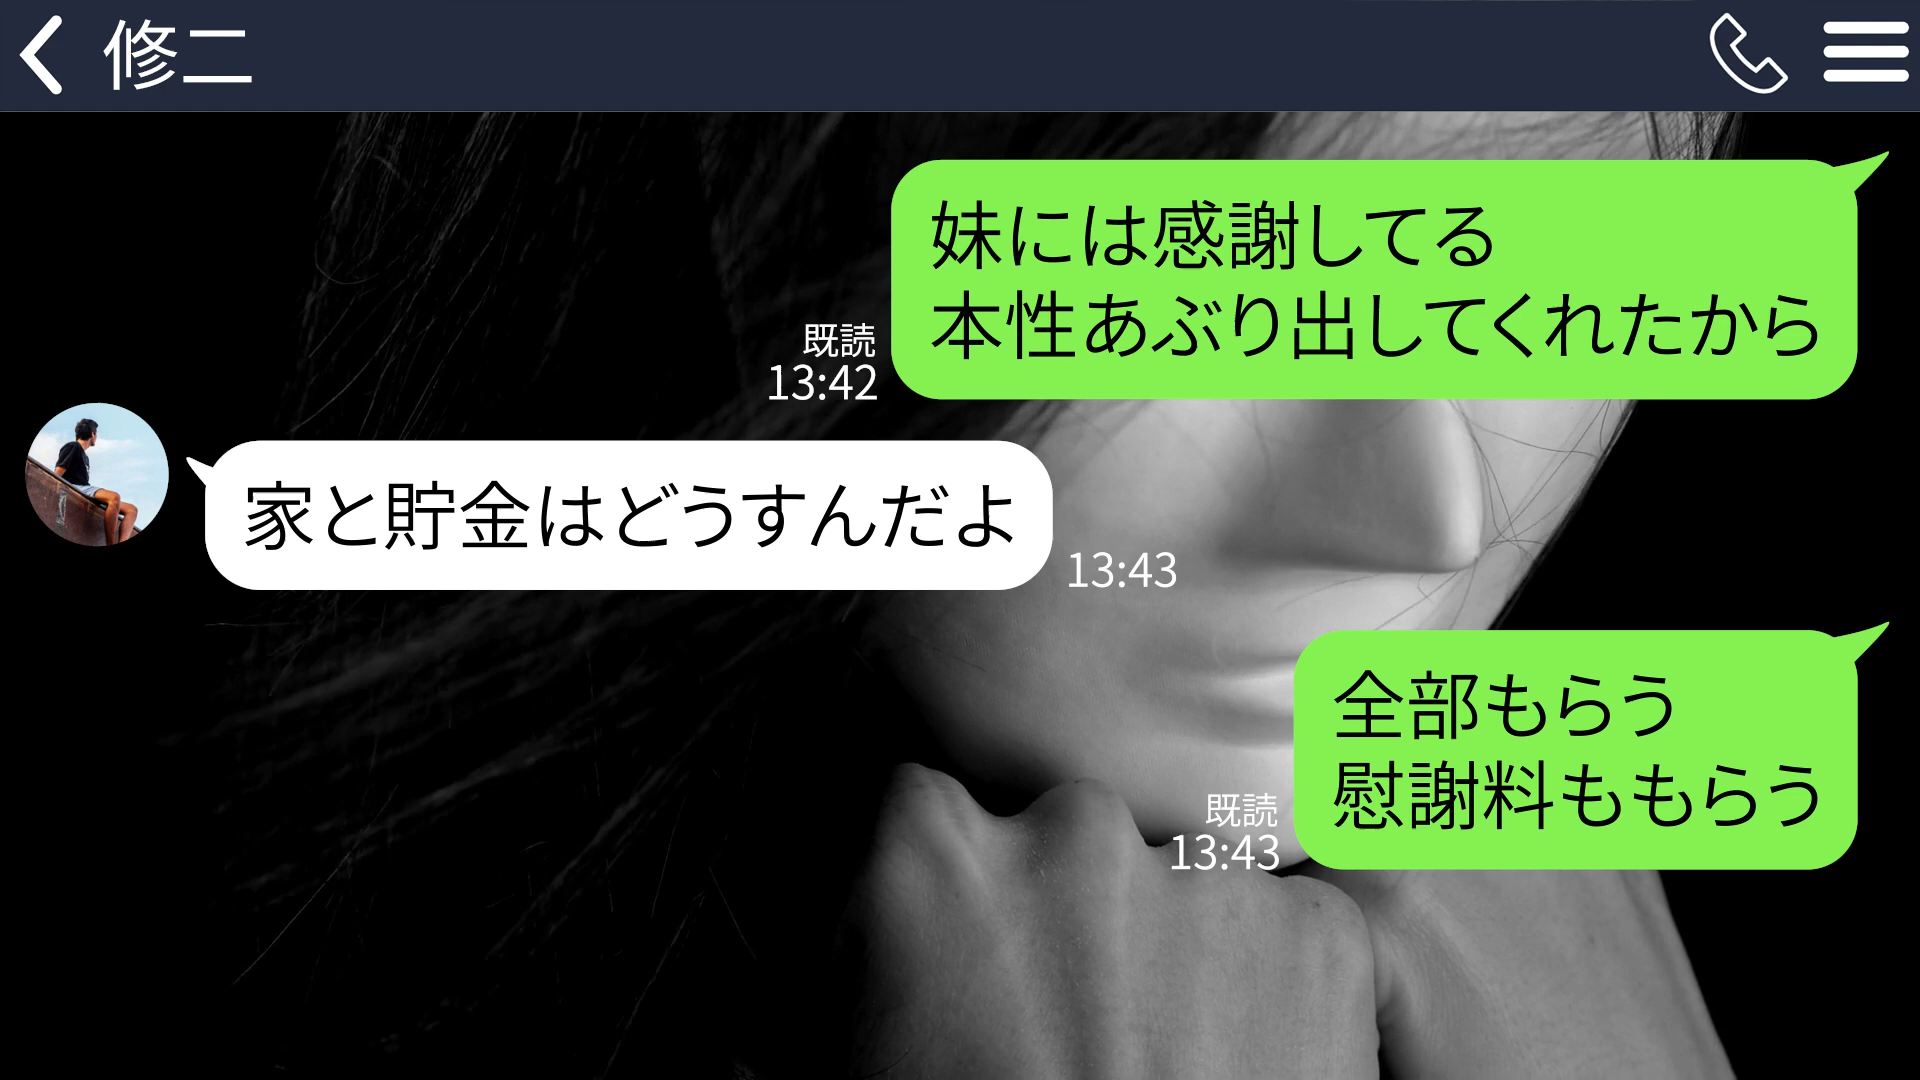 修二
妹には感謝してる
本性あぶり出してくれたから
既読
13:42
家と貯金はどうすんだよ
13:43
全部もらう
慰謝料ももらう
既読
13:43